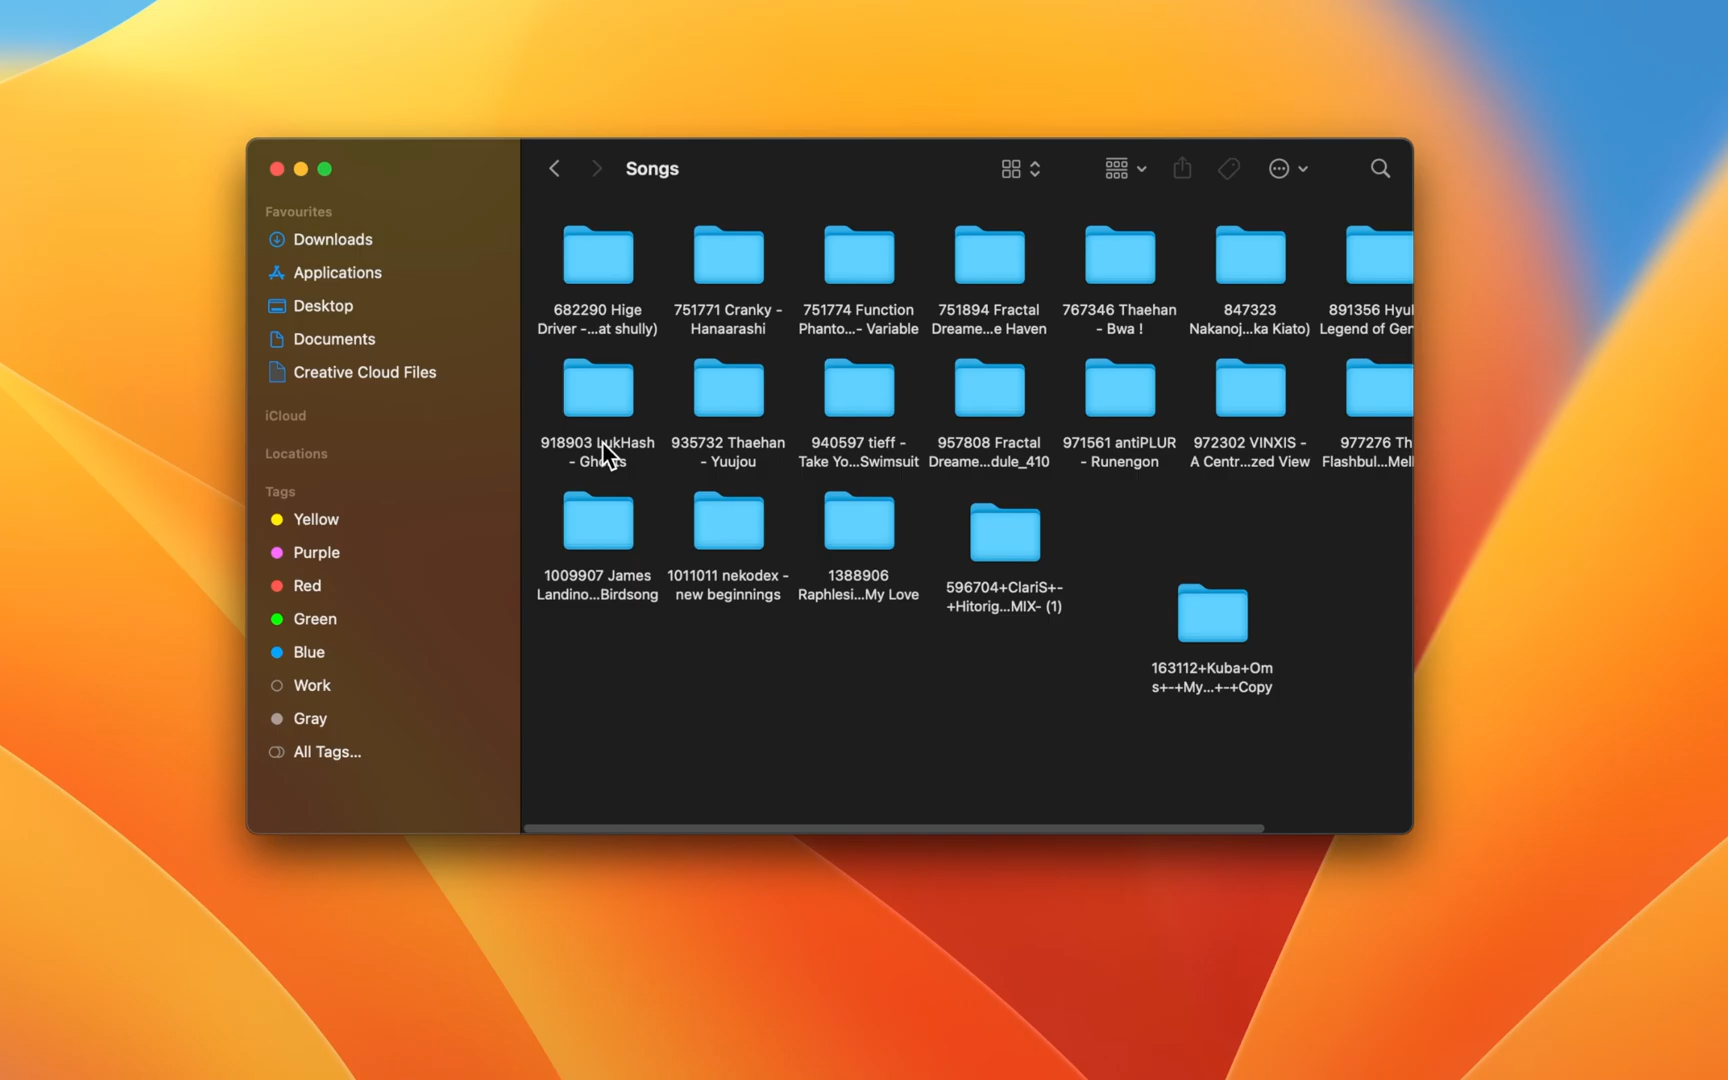 Songs
Favourites
Downloads
Applications
Desktop
Documents
Creative Cloud Files
iCloud
Locations
Tags
Yellow
Purple
Red
Green
Blue
Work
Gray
All Tags...
682290 Hige
Driver -...at shully)
751771 Cranky -
Hanaarashi
751774 Function
Phanto...- Variable
751894 Fractal
Dreame...e Haven
767346 Thaehan
- Bwa !
847323
Nakanoj...ka Kiato)
891356 Hyul
Legend of Ger
918903 LukHash
- Ghosts
935732 Thaehan
- Yuujou
940597 tieff -
Take Yo...Swimsuit
957808 Fractal
Dreame...dule_410
971561 antiPLUR
- Runengon
972302 VINXIS -
A Centr...zed View
977276 Th
Flashbul...Mel
1009907 James
Landino...Birdsong
1011011 nekodex -
new beginnings
1388906
Raphlesi...My Love
596704+ClariS+-
+Hitorig...MIX- (1)
163112+Kuba+Om
s+-+My...+-+Copy